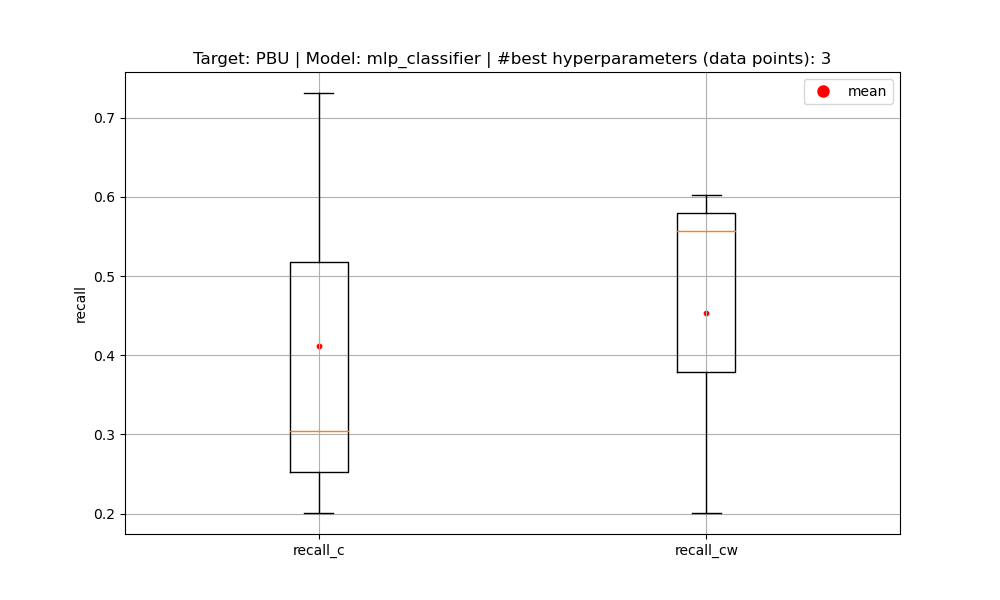 Target: PBU | Model: mlp_classifier | #best hyperparameters (data points): 3
mean
0.7
0.6
0.5
0.4
0.3
0.2
recall
recall_c
recall_cw